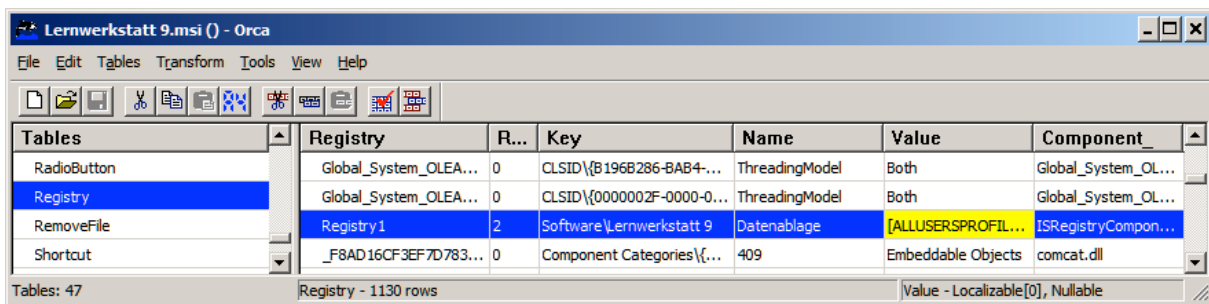 Lernwerkstatt 9.msi () - Orca
File Edit Tables Transform Tools View Help
Tables Registry R... Key Name Value Component_
RadioButton Global_System_OLEA... 0 CLSID\{B196B286-BAB4-... ThreadingModel Both Global_System_OL...
Registry Global_System_OLEA... 0 CLSID\{0000002F-0000-0... ThreadingModel Both Global_System_OL...
RemoveFile Registry1 2 Software\Lernwerkstatt 9 Datenablage [ALLUSERSPROFIL... ISRegistryCompon...
Shortcut _F8AD16CF3EF7D783... 0 Component Categories\{... 409 Embeddable Objects comcat.dll
Tables: 47 Registry - 1130 rows Value - Localizable[0], Nullable